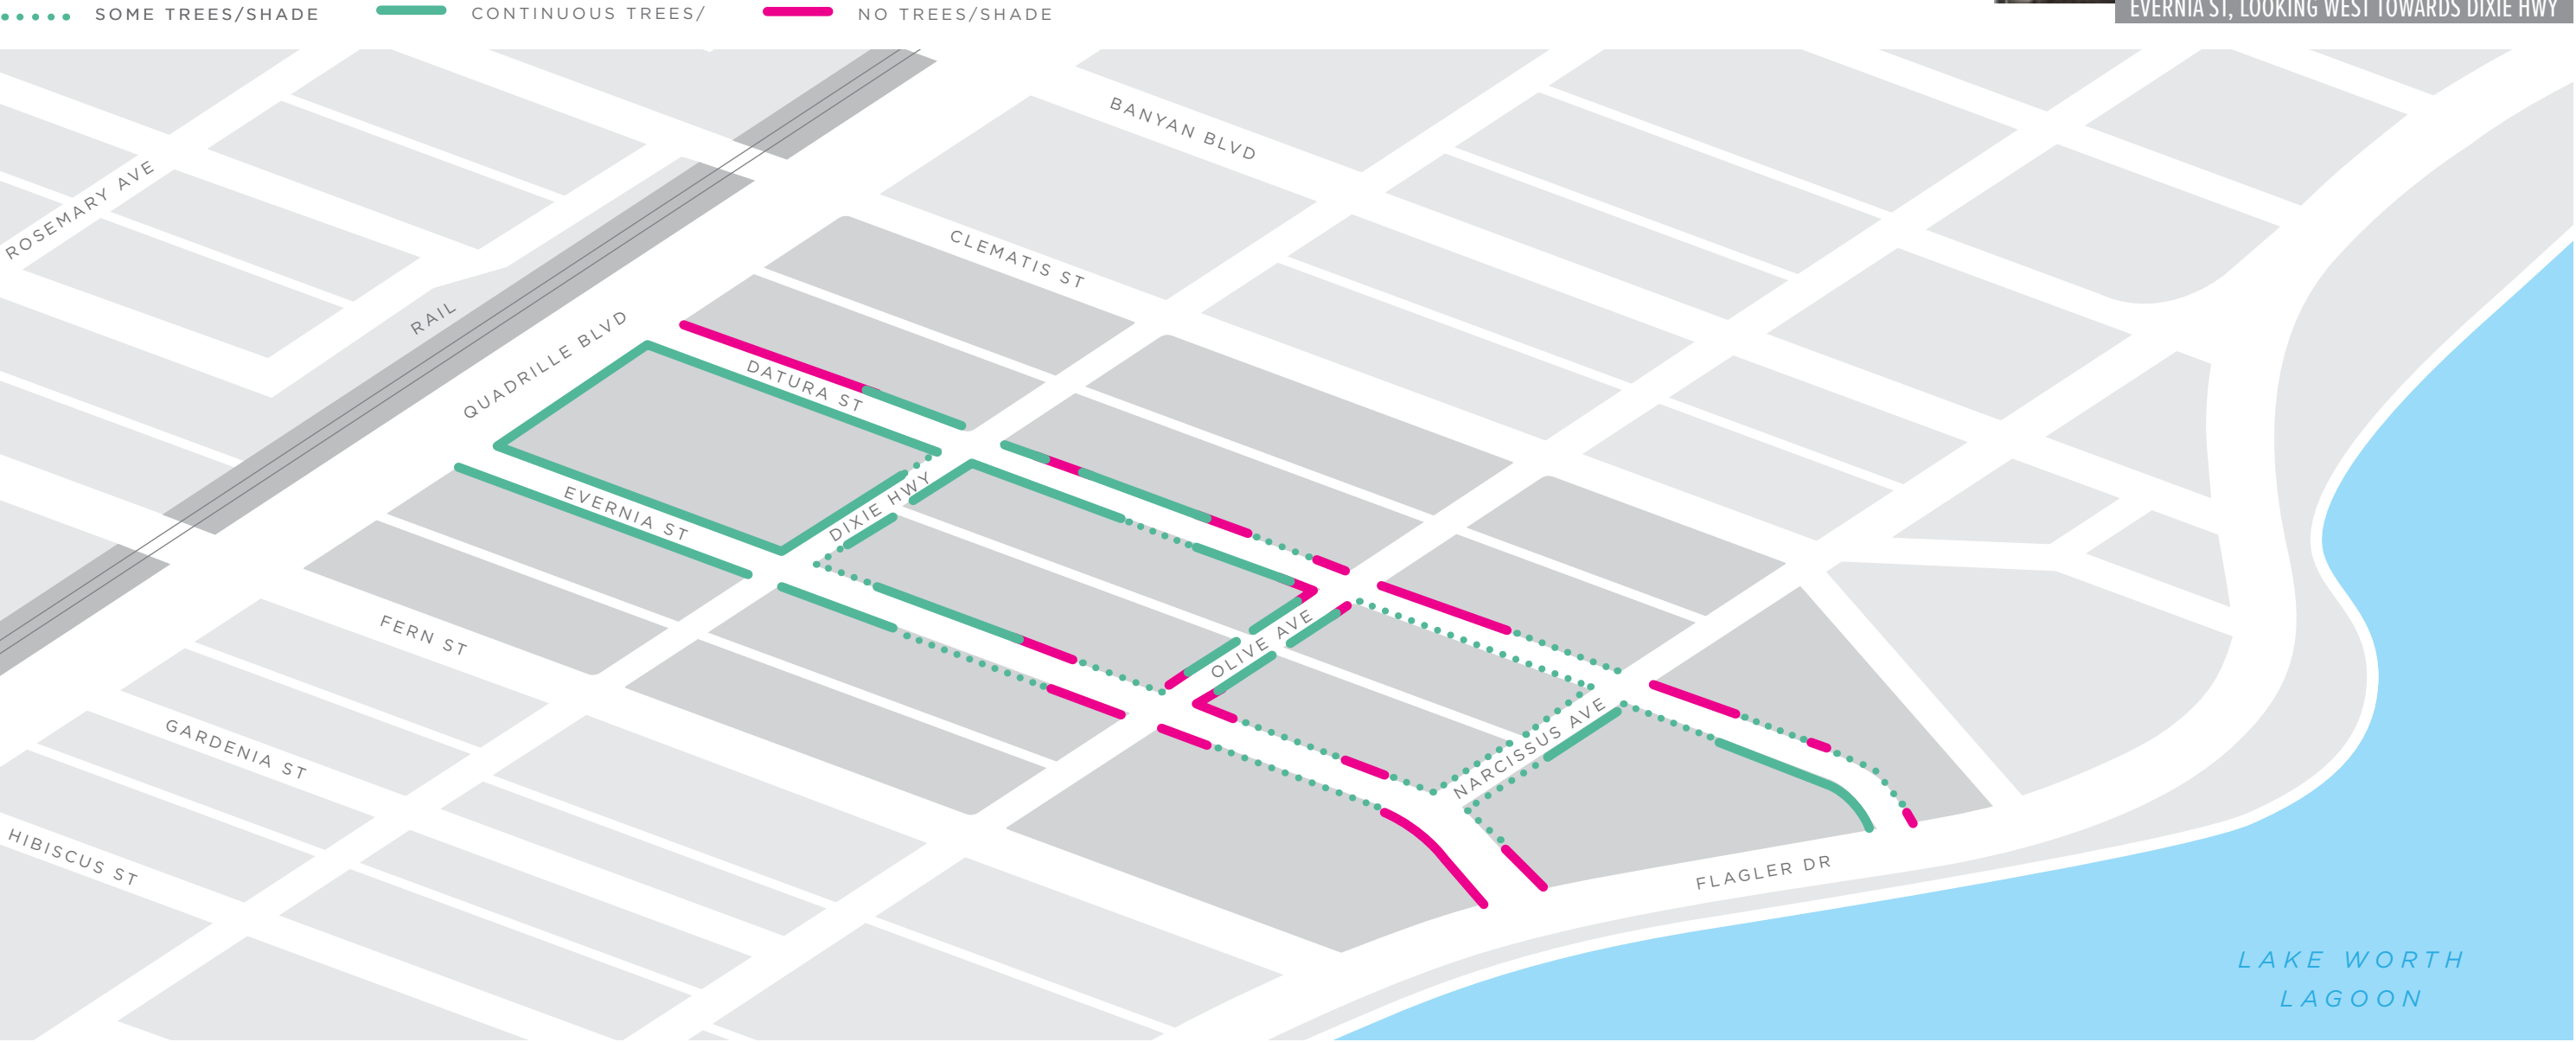 SOME TREES/SHADE
CONTINUOUS TREES/
NO TREES/SHADE
EVERNIA ST, LOOKING WEST TOWARDS DIXIE HWY
BANYAN BLVD
ROSEMARY AVE
CLEMATIS ST
RAIL
QUADRILLE BLVD
DATURA ST
EVERNIA ST
DIXIE HWY
FERN ST
OLIVE AVE
GARDENIA ST
NARCISSUS AVE
HIBISCUS ST
FLAGLER DR
LAKE WORTH
LAGOON